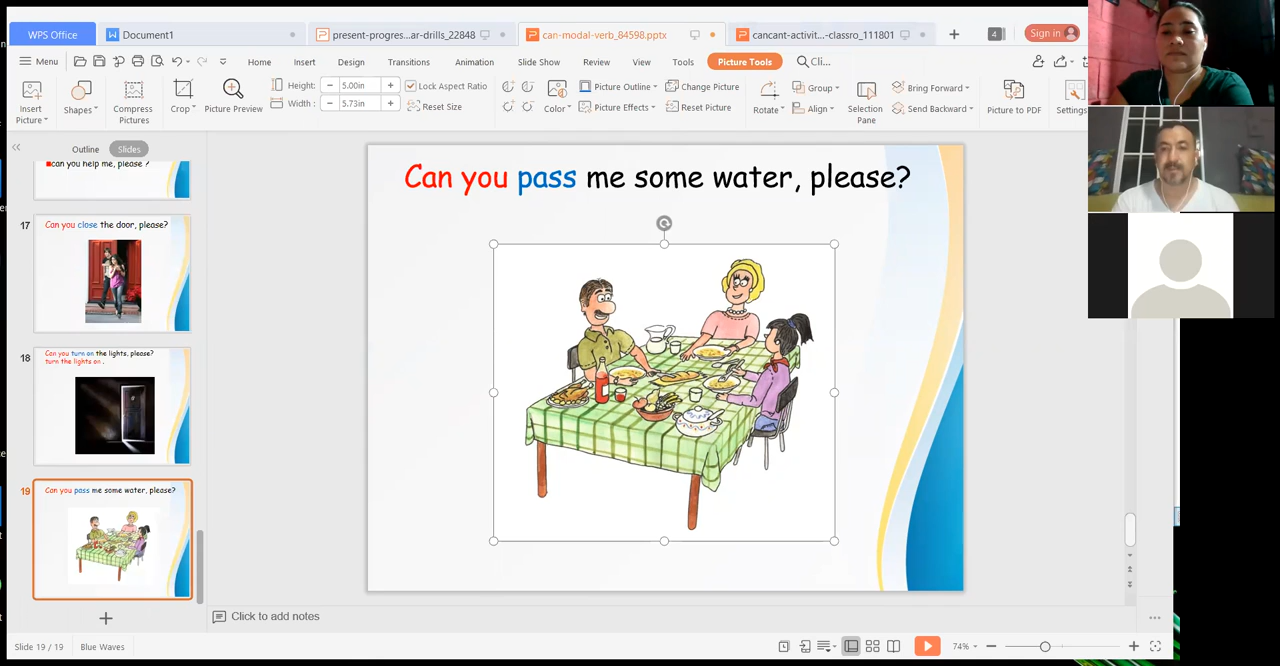 WPS Office
Document1
present-progres...ar-drills_22848
can-modal-verb_84598.pptx
cancant-activit...-classro_111801
4
Sign in
Menu
Home
Insert
Design
Transitions
Animation
Slide Show
Review
View
Tools
Picture Tools
Cli...
Insert
Picture
Shapes
Compress
Pictures
Crop
Picture Preview
Height:
5.00in
Width :
5.73in
Lock Aspect Ratio
Reset Size
Color
Picture Outline
Picture Effects
Change Picture
Reset Picture
Rotate
Group
Align
Selection
Pane
Bring Forward
Send Backward
Picture to PDF
Settings
Outline
Slides
can you help me, please ?
17
Can you close the door, please?
18
Can you turn on the lights, please?
turn the lights on .
19
Can you pass me some water, please?
Can you pass me some water, please?
Click to add notes
Slide 19 / 19
Blue Waves
74%